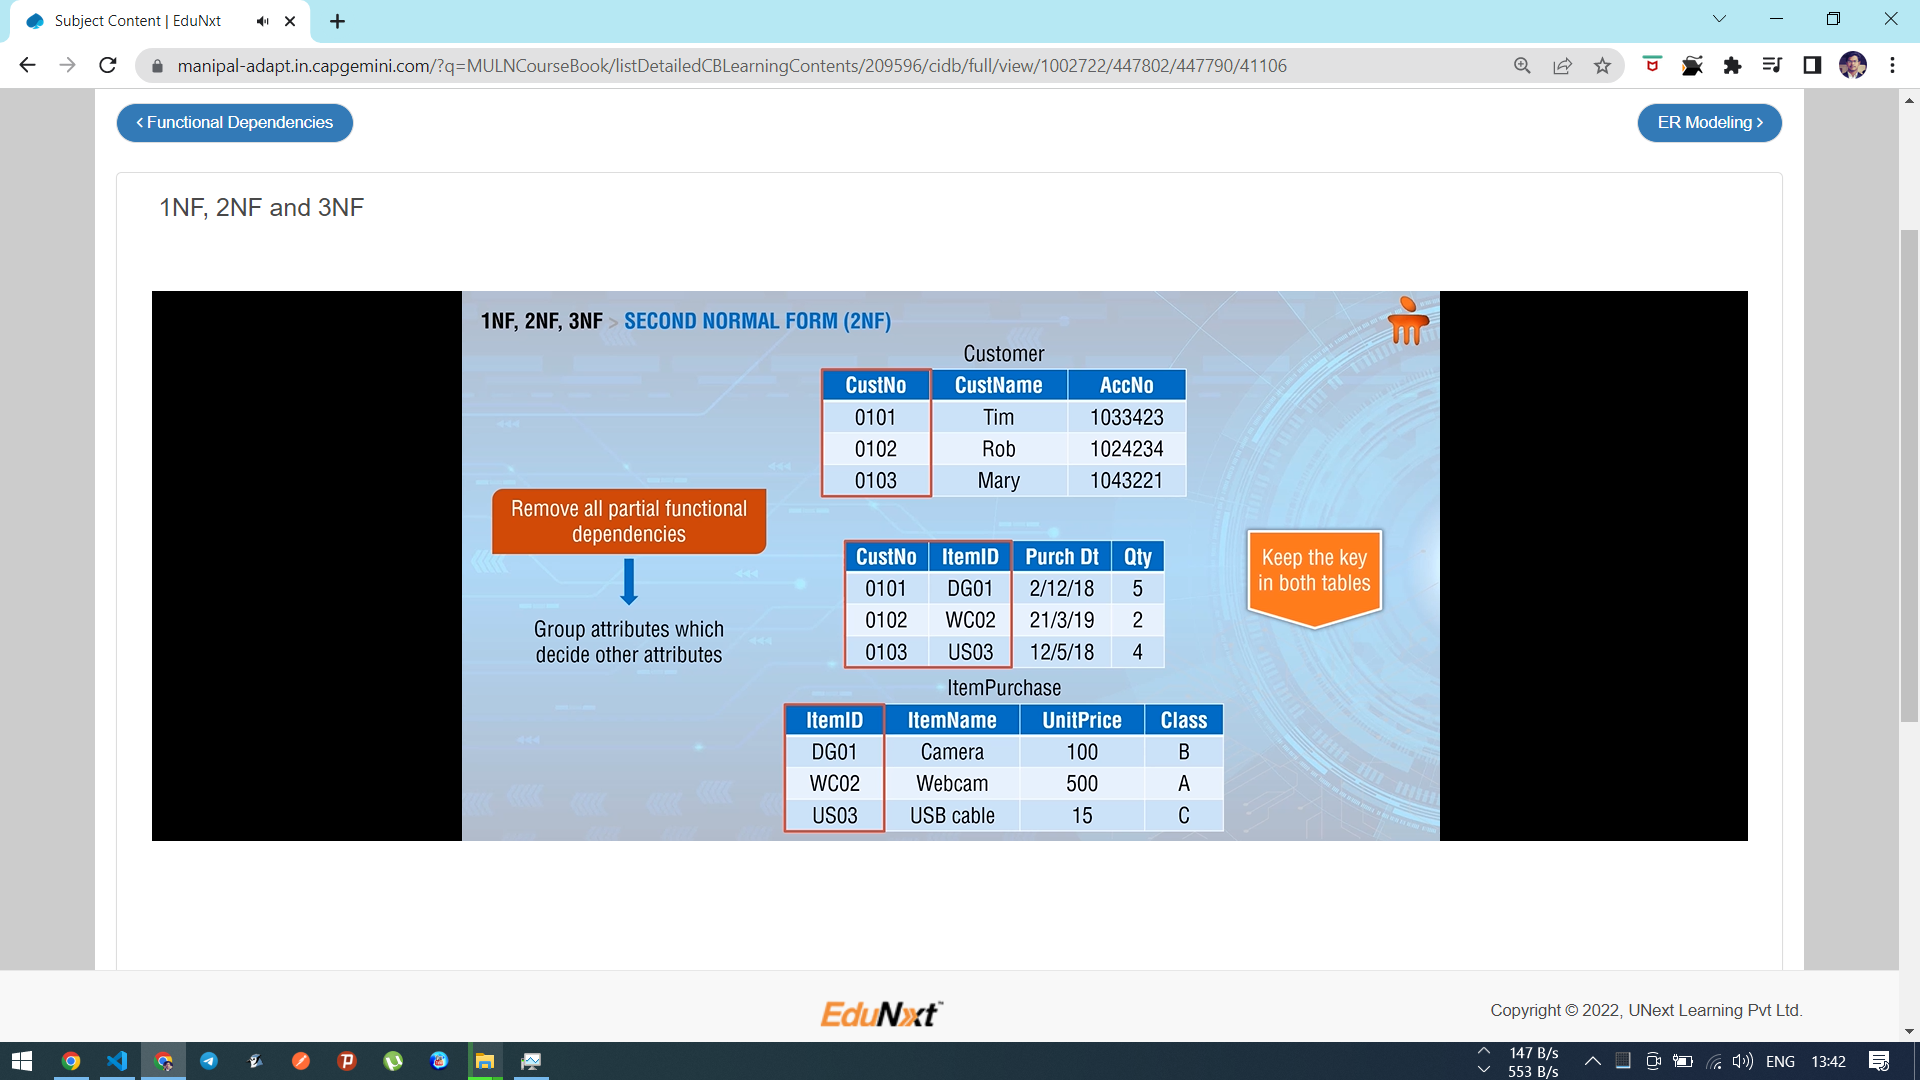 Subject Content | EduNxt
manipal-adapt.in.capgemini.com/?q=MULNCourseBook/listDetailedCBLearningContents/209596/cidb/full/view/1002722/447802/447790/41106
< Functional Dependencies
ER Modeling >
1NF, 2NF and 3NF
1NF, 2NF, 3NF > SECOND NORMAL FORM (2NF)
Customer
CustNo CustName AccNo
0101 Tim 1033423
0102 Rob 1024234
0103 Mary 1043221
Remove all partial functional
dependencies
Group attributes which
decide other attributes
CustNo ItemID Purch Dt Qty
0101 DG01 2/12/18 5
0102 WC02 21/3/19 2
0103 US03 12/5/18 4
Keep the key
in both tables
ItemPurchase
ItemID ItemName UnitPrice Class
DG01 Camera 100 B
WC02 Webcam 500 A
US03 USB cable 15 C
EduNxt
Copyright © 2022, UNext Learning Pvt Ltd.
147 B/s
553 B/s
ENG 13:42